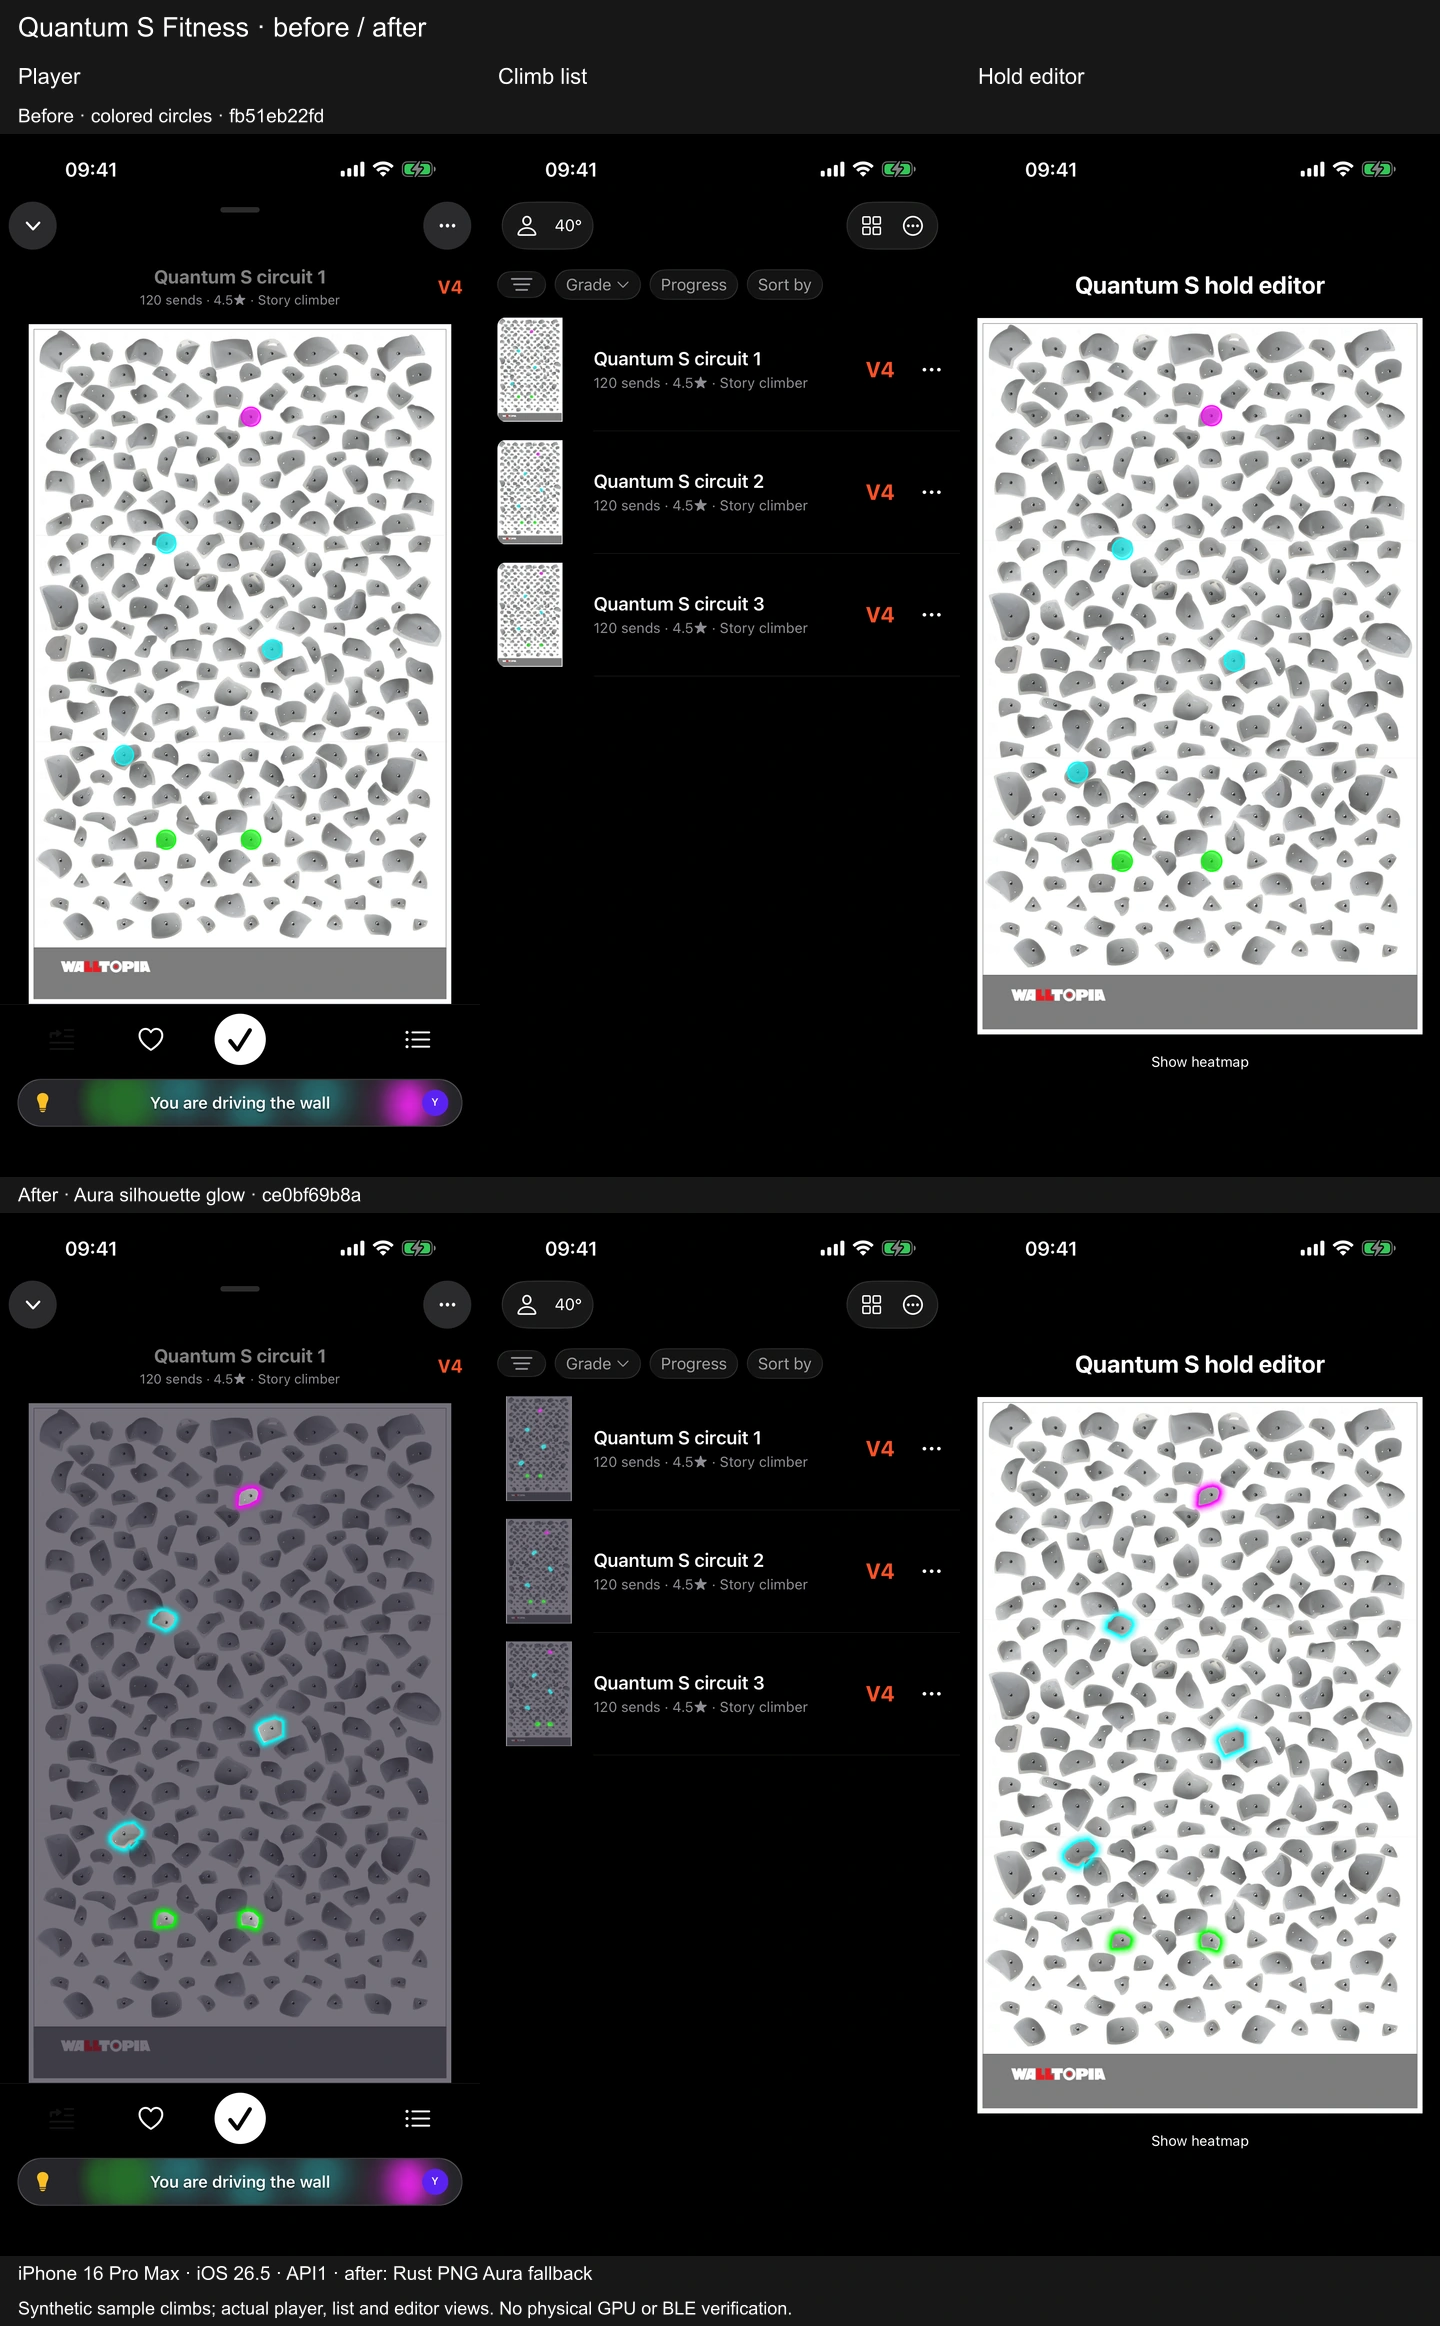 Quantum S Fitness · before / after
Player
Climb list
Hold editor
Before · colored circles · fb51eb22fd
09:41
Quantum S circuit 1
120 sends · 4.5★ · Story climber
V4
WALLTOPIA
You are driving the wall
Y
09:41
40°
Grade
Progress
Sort by
Quantum S circuit 1
120 sends · 4.5★ · Story climber
V4
Quantum S circuit 2
120 sends · 4.5★ · Story climber
V4
Quantum S circuit 3
120 sends · 4.5★ · Story climber
V4
09:41
Quantum S hold editor
WALLTOPIA
Show heatmap
After · Aura silhouette glow · ce0bf69b8a
09:41
Quantum S circuit 1
120 sends · 4.5★ · Story climber
V4
WALLTOPIA
You are driving the wall
Y
09:41
40°
Grade
Progress
Sort by
Quantum S circuit 1
120 sends · 4.5★ · Story climber
V4
Quantum S circuit 2
120 sends · 4.5★ · Story climber
V4
Quantum S circuit 3
120 sends · 4.5★ · Story climber
V4
09:41
Quantum S hold editor
WALLTOPIA
Show heatmap
iPhone 16 Pro Max · iOS 26.5 · API1 · after: Rust PNG Aura fallback
Synthetic sample climbs; actual player, list and editor views. No physical GPU or BLE verification.